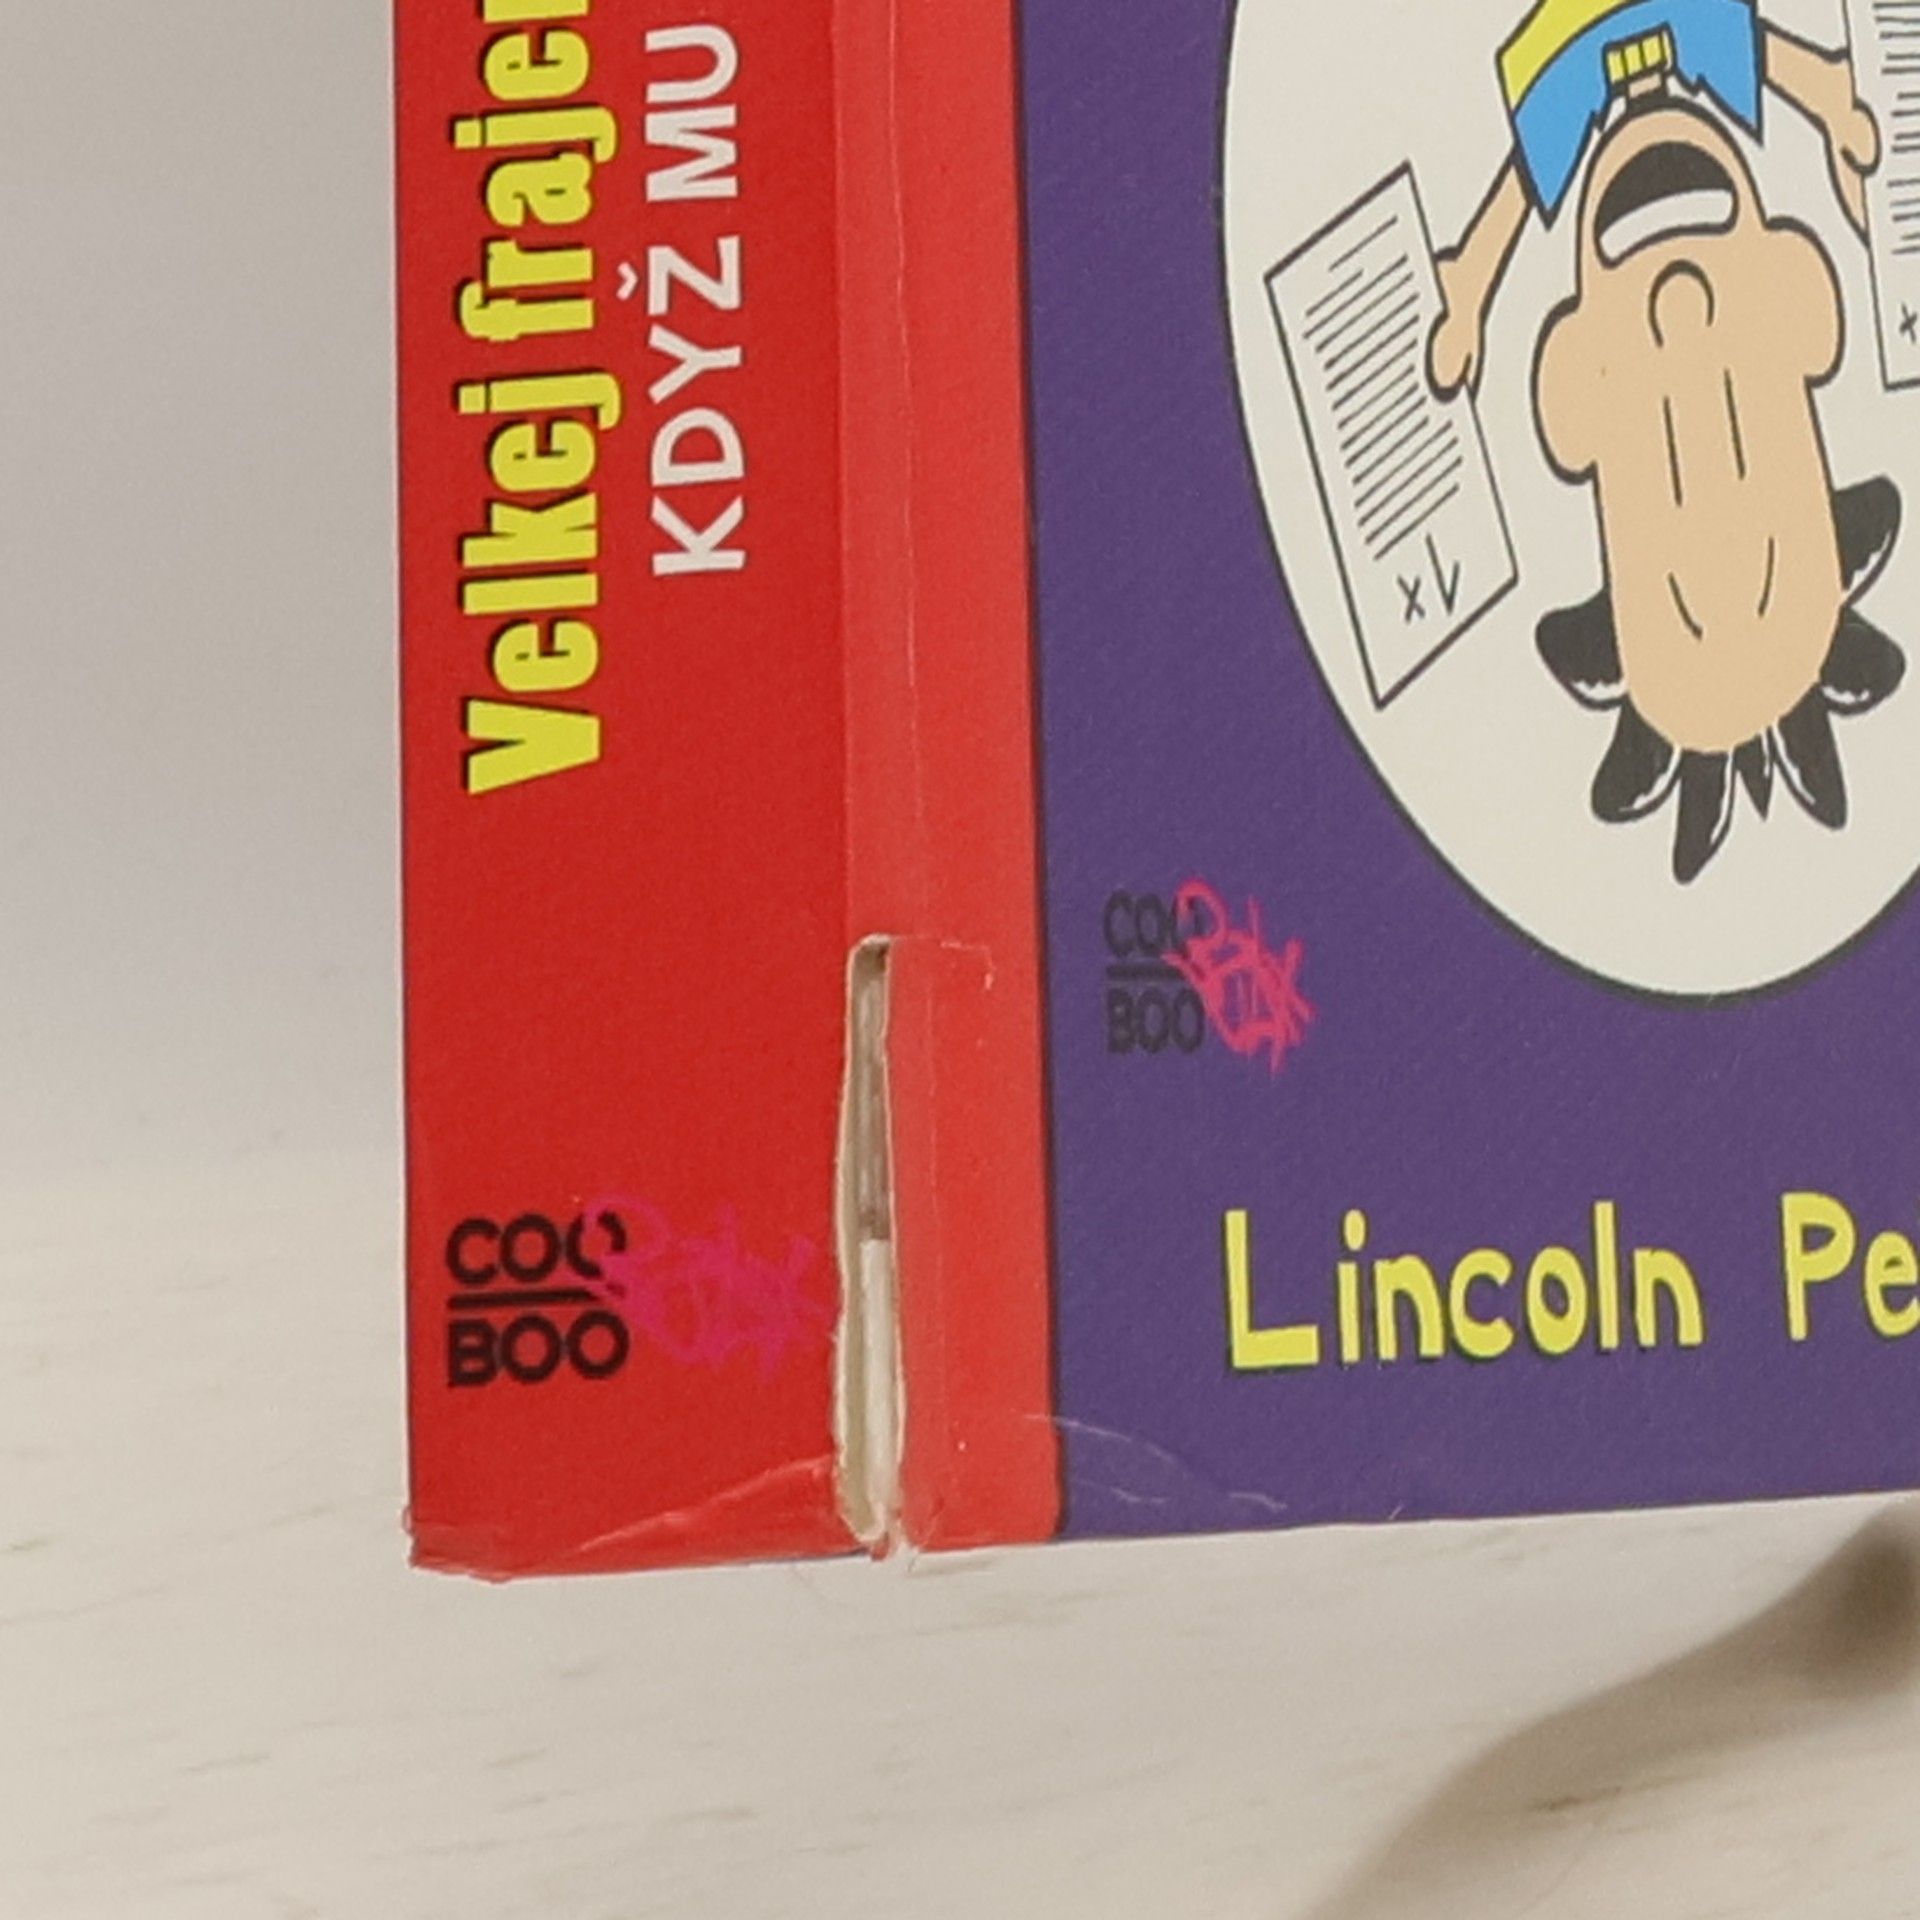 Velkej frajer
KDYŽ MU
COO
BOO
COO
BOO
Lincoln Pe